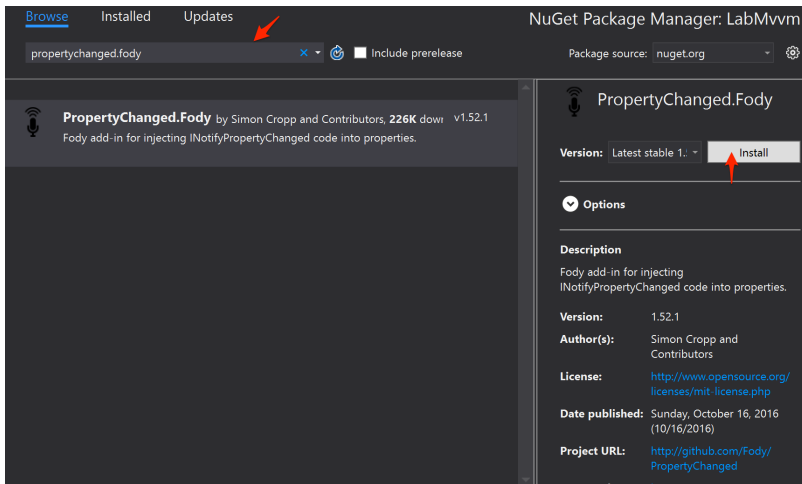 Browse Installed Updates
NuGet Package Manager: LabMvvm
propertychanged.fody
Include prerelease
Package source: nuget.org
PropertyChanged.Fody by Simon Cropp and Contributors, 226K v1.52.1
Fody add-in for injecting INotifyPropertyChanged code into properties.
PropertyChanged.Fody
Version: Latest stable 1. Install
Options
Description
Fody add-in for injecting
INotifyPropertyChanged code into properties.
Version: 1.52.1
Author(s): Simon Cropp and
Contributors
License: http://www.opensource.org/
licenses/mit-license.php
Date published: Sunday, October 16, 2016
(10/16/2016)
Project URL: http://github.com/Fody/
PropertyChanged